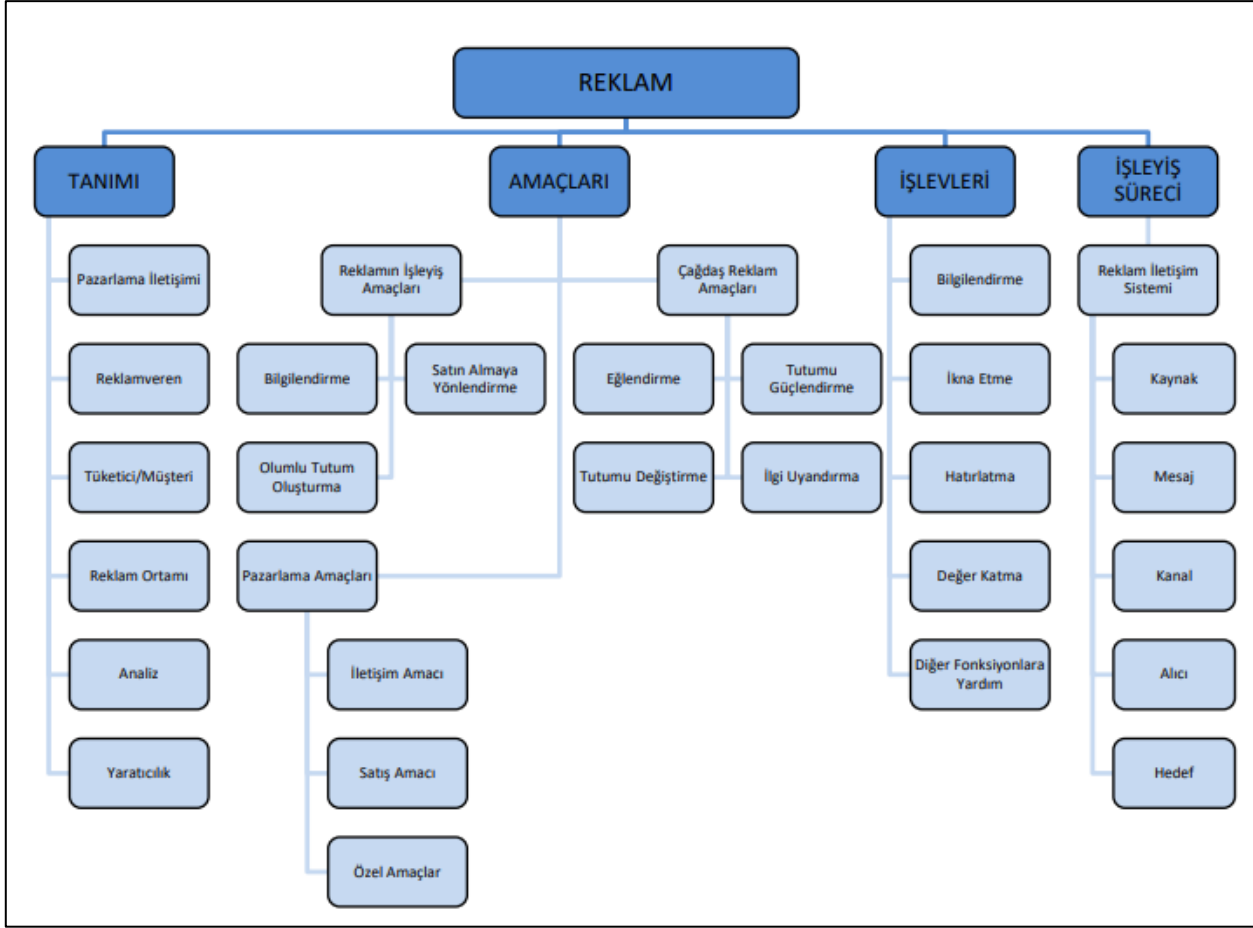 REKLAM
TANIMI
AMAÇLARI
İŞLEVLERİ
İŞLEYİŞ
SÜRECİ
Pazarlama İletişimi
Reklamın İşleyiş
Amaçları
Çağdaş Reklam
Amaçları
Bilgilendirme
Reklam İletişim
Sistemi
Reklamveren
Bilgilendirme
Satın Almaya
Yönlendirme
Eğlendirme
Tutumu
Güçlendirme
İkna Etme
Kaynak
Tüketici/Müşteri
Olumlu Tutum
Oluşturma
Tutumu Değiştirme
İlgi Uyandırma
Hatırlatma
Mesaj
Reklam Ortamı
Pazarlama Amaçları
Değer Katma
Kanal
Analiz
İletişim Amacı
Diğer Fonksiyonlara
Yardım
Alıcı
Yaratıcılık
Satış Amacı
Hedef
Özel Amaçlar